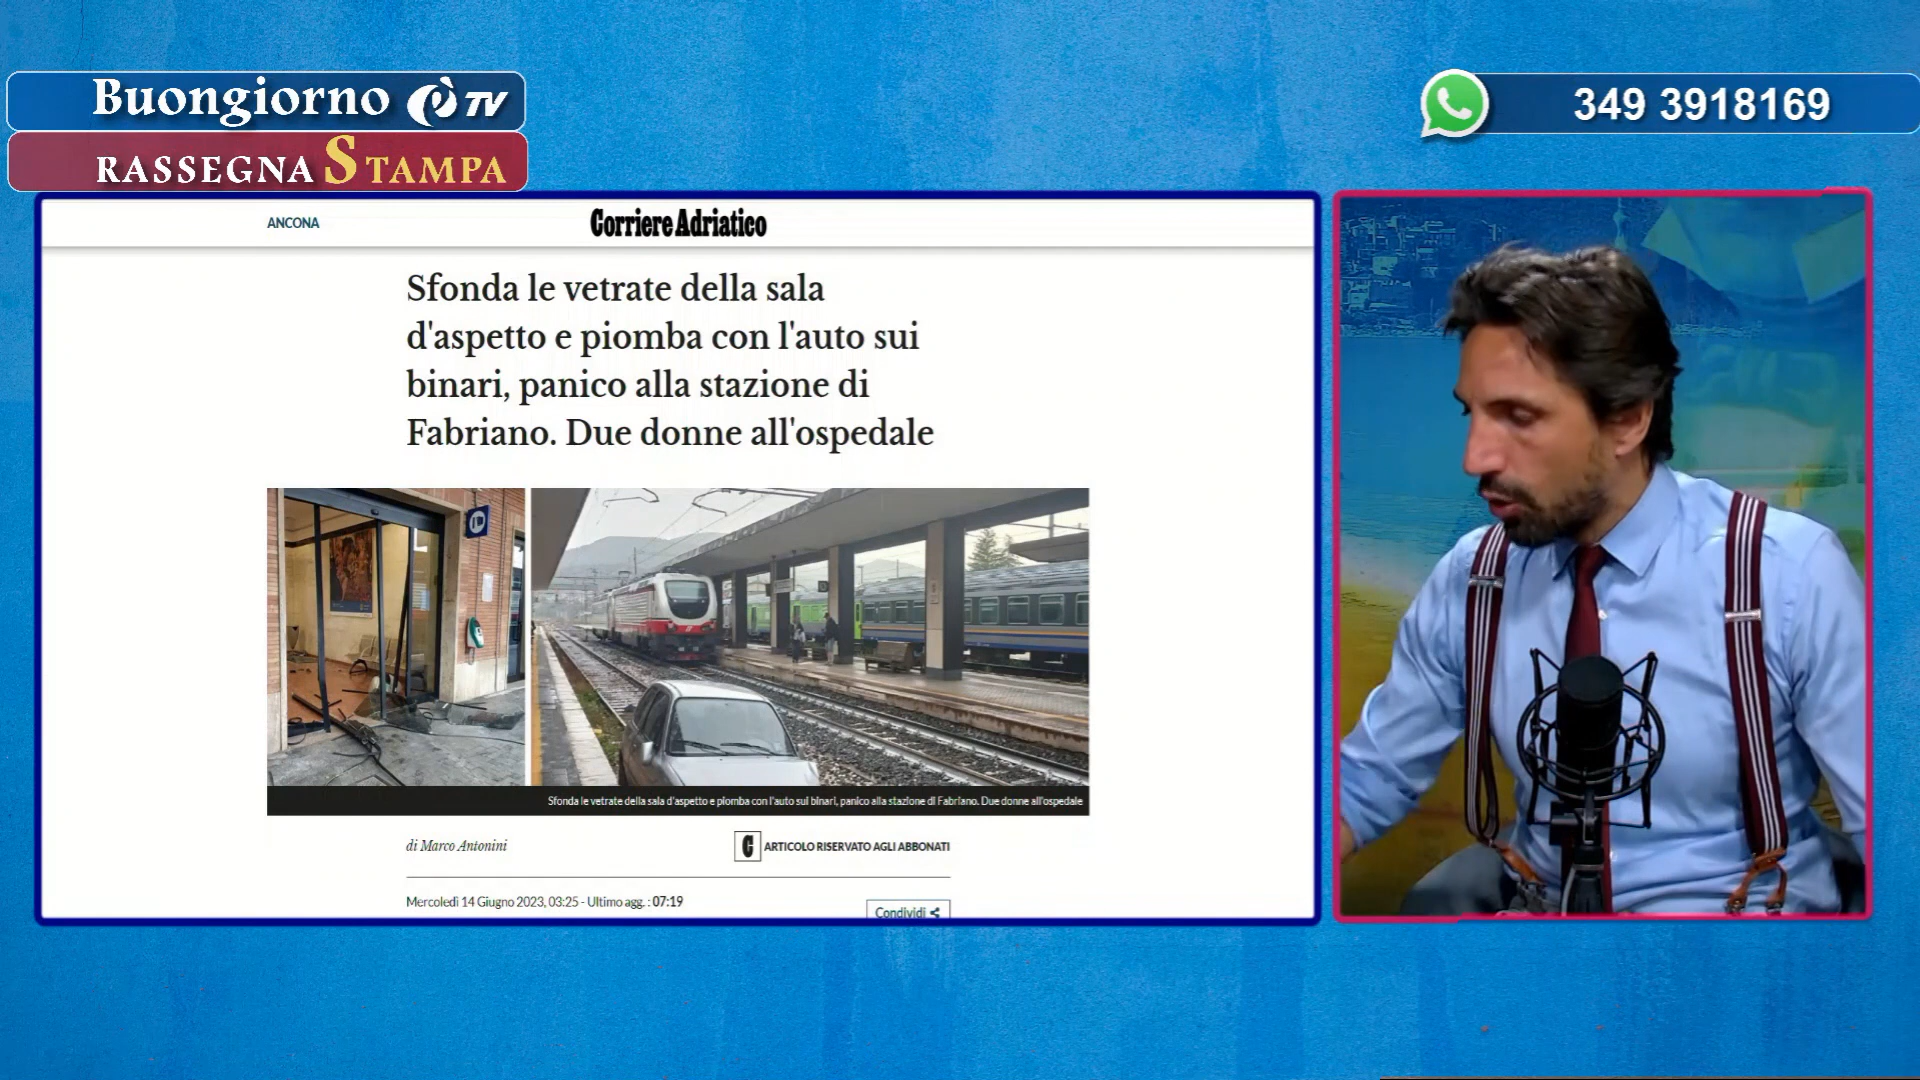 Buongiorno è TV
RASSEGNA STAMPA
349 3918169
ANCONA
Corriere Adriatico
Sfonda le vetrate della sala
d'aspetto e piomba con l'auto sui
binari, panico alla stazione di
Fabriano. Due donne all'ospedale
Sfonda le vetrate della sala d'aspetto e piomba con l'auto sui binari, panico alla stazione di Fabriano. Due donne all'ospedale
di Marco Antonini
C ARTICOLO RISERVATO AGLI ABBONATI
Mercoledì 14 Giugno 2023, 03:25 - Ultimo agg. : 07:19
Condividi